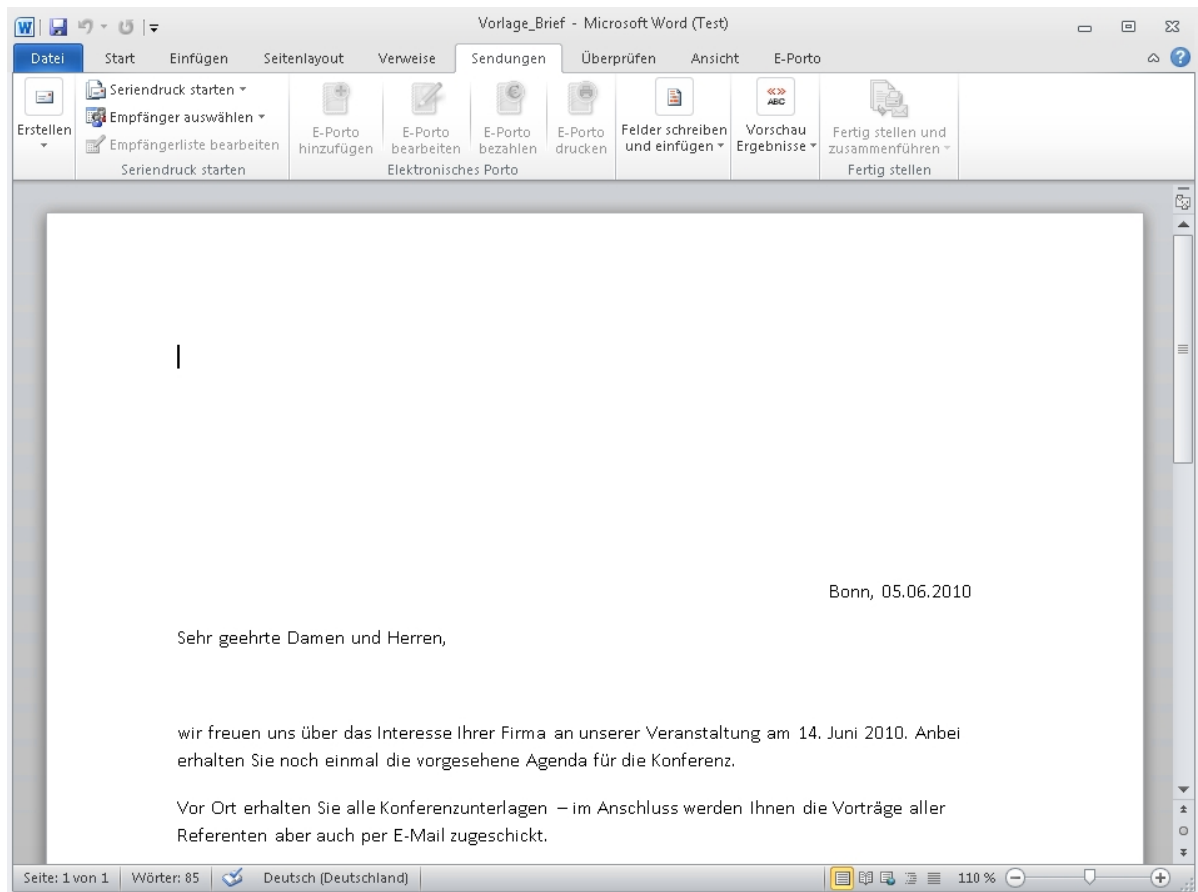 Vorlage_Brief - Microsoft Word (Test)
Datei Start Einfügen Seitenlayout Verweise Sendungen Überprüfen Ansicht E-Porto
Erstellen
Seriendruck starten
Empfänger auswählen
Empfängerliste bearbeiten
Seriendruck starten
E-Porto
hinzufügen
E-Porto
bearbeiten
E-Porto
bezahlen
E-Porto
drucken
Elektronisches Porto
Felder schreiben
und einfügen
ABC
Vorschau
Ergebnisse
Fertig stellen und
zusammenführen
Fertig stellen
Bonn, 05.06.2010
Sehr geehrte Damen und Herren,
wir freuen uns über das Interesse Ihrer Firma an unserer Veranstaltung am 14. Juni 2010. Anbei
erhalten Sie noch einmal die vorgesehene Agenda für die Konferenz.
Vor Ort erhalten Sie alle Konferenzunterlagen – im Anschluss werden Ihnen die Vorträge aller
Referenten aber auch per E-Mail zugeschickt.
Seite: 1 von 1 Wörter: 85 Deutsch (Deutschland) 110 %